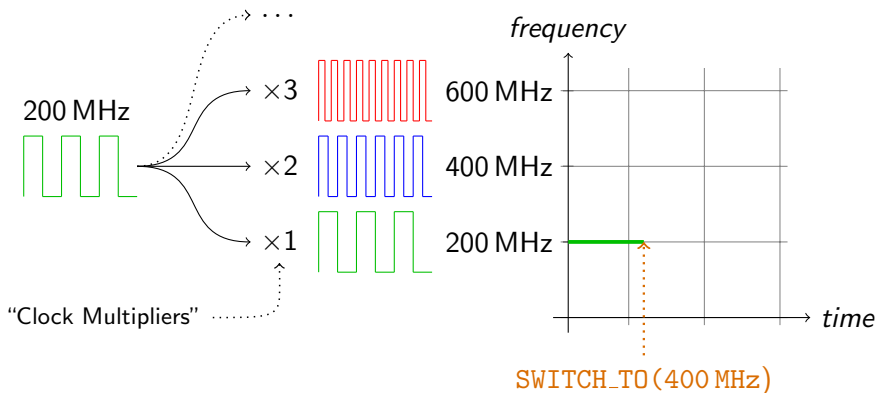 ...
frequency
×3
600 MHz
200 MHz
×2
400 MHz
×1
200 MHz
“Clock Multipliers”
time
SWITCH_TO(400 MHz)